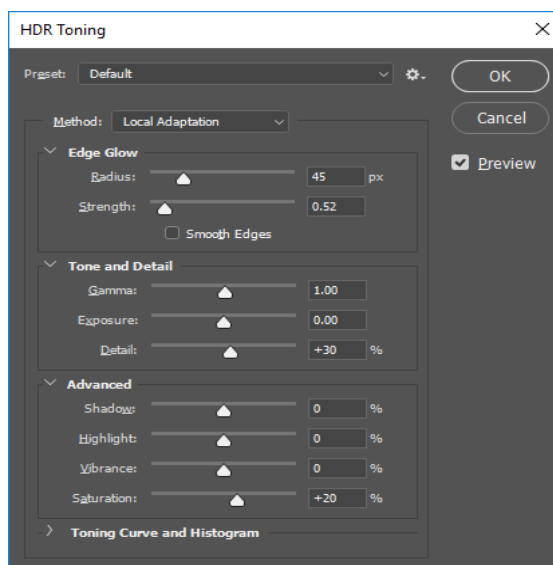 HDR Toning
Preset: Default
OK
Method: Local Adaptation
Cancel
Edge Glow
Preview
Radius: 45 px
Strength: 0.52
Smooth Edges
Tone and Detail
Gamma: 1.00
Exposure: 0.00
Detail: +30 %
Advanced
Shadow: 0 %
Highlight: 0 %
Vibrance: 0 %
Saturation: +20 %
Toning Curve and Histogram